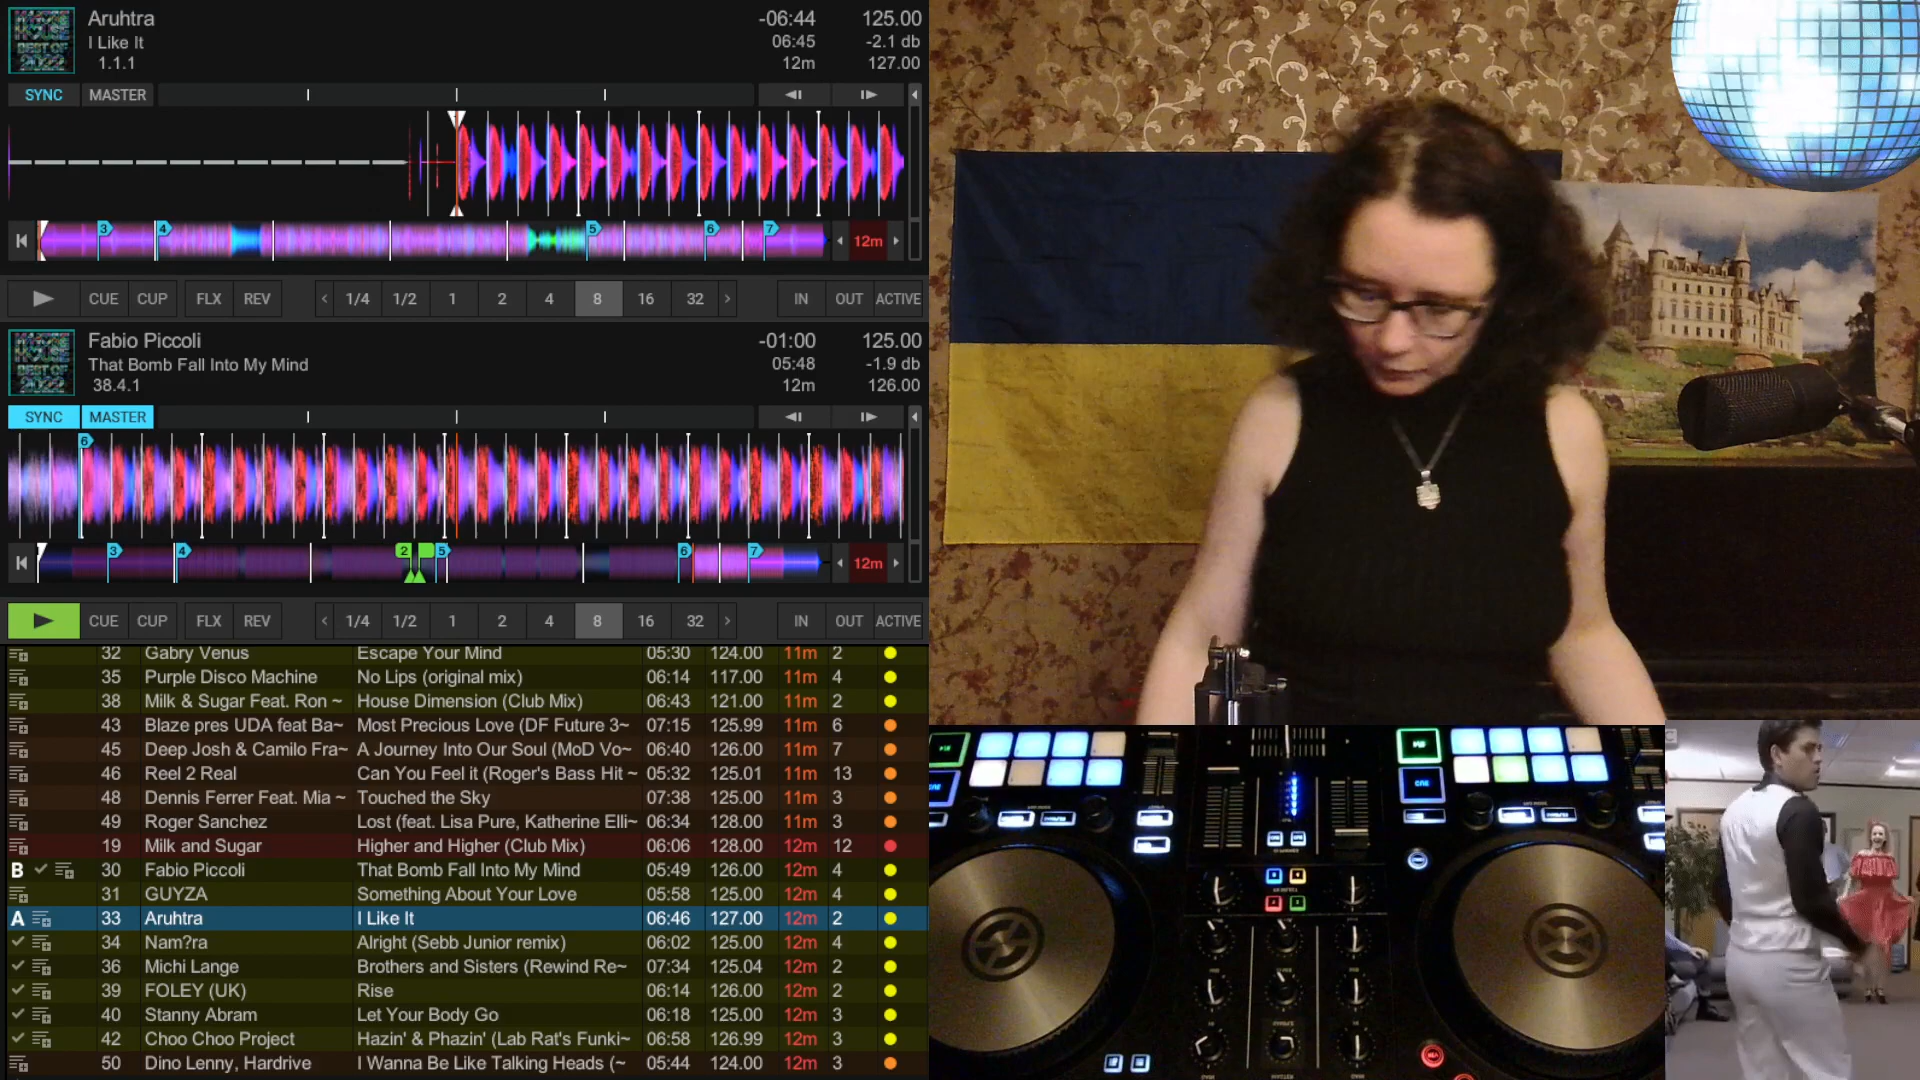 Aruhtra -06:44 125.00
I Like It 06:45 -2.1 db
1.1.1 12m 127.00
SYNC MASTER
3 4 5 6 7 12m
CUE CUP FLX REV 1/4 1/2 1 2 4 8 16 32 IN OUT ACTIVE
Fabio Piccoli -01:00 125.00
That Bomb Fall Into My Mind 05:48 -1.9 db
38.4.1 12m 126.00
SYNC MASTER
6
3 4 2 5 6 7 12m
CUE CUP FLX REV 1/4 1/2 1 2 4 8 16 32 IN OUT ACTIVE
32 Gabry Venus Escape Your Mind 05:30 124.00 11m 2
35 Purple Disco Machine No Lips (original mix) 06:14 117.00 11m 4
38 Milk & Sugar Feat. Ron ~ House Dimension (Club Mix) 06:43 121.00 11m 2
43 Blaze pres UDA feat Ba~ Most Precious Love (DF Future 3~ 07:15 125.99 11m 6
45 Deep Josh & Camilo Fra~ A Journey Into Our Soul (MoD Vo~ 06:40 126.00 11m 7
46 Reel 2 Real Can You Feel it (Roger's Bass Hit ~ 05:32 125.01 11m 13
48 Dennis Ferrer Feat. Mia ~ Touched the Sky 07:38 125.00 11m 3
49 Roger Sanchez Lost (feat. Lisa Pure, Katherine Elli~ 06:34 128.00 11m 3
19 Milk and Sugar Higher and Higher (Club Mix) 06:06 128.00 12m 12
B 30 Fabio Piccoli That Bomb Fall Into My Mind 05:49 126.00 12m 4
31 GUYZA Something About Your Love 05:58 125.00 12m 4
A 33 Aruhtra I Like It 06:46 127.00 12m 2
34 Nam?ra Alright (Sebb Junior remix) 06:02 125.00 12m 4
36 Michi Lange Brothers and Sisters (Rewind Re~ 07:34 125.04 12m 2
39 FOLEY (UK) Rise 06:14 126.00 12m 2
40 Stanny Abram Let Your Body Go 06:18 125.00 12m 3
42 Choo Choo Project Hazin' & Phazin' (Lab Rat's Funki~ 06:58 126.99 12m 3
50 Dino Lenny, Hardrive I Wanna Be Like Talking Heads (~ 05:44 124.00 12m 3